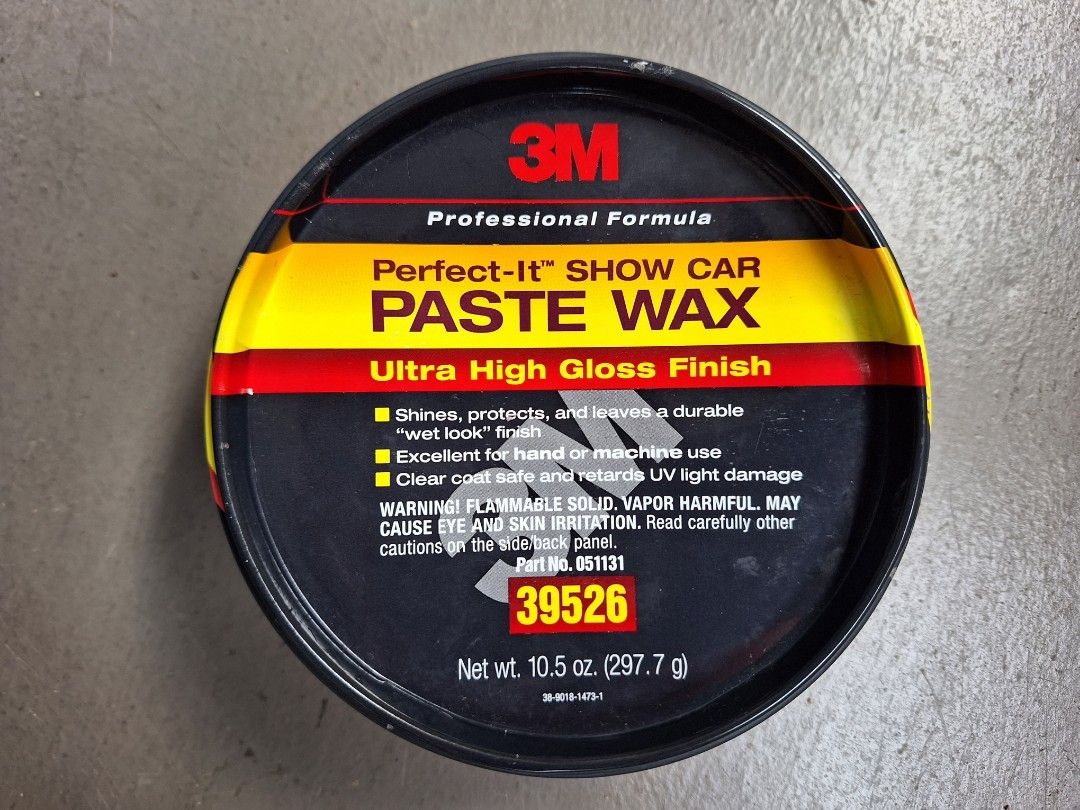 3M
Professional Formula
Perfect-It™ SHOW CAR
PASTE WAX
Ultra High Gloss Finish
Shines, protects, and leaves a durable
“wet look” finish
Excellent for hand or machine use
Clear coat safe and retards UV light damage
WARNING! FLAMMABLE SOLID. VAPOR HARMFUL. MAY
CAUSE EYE AND SKIN IRRITATION. Read carefully other
cautions on the side/back panel.
Part No. 051131
39526
Net wt. 10.5 oz. (297.7 g)
38-9018-1473-1
3M